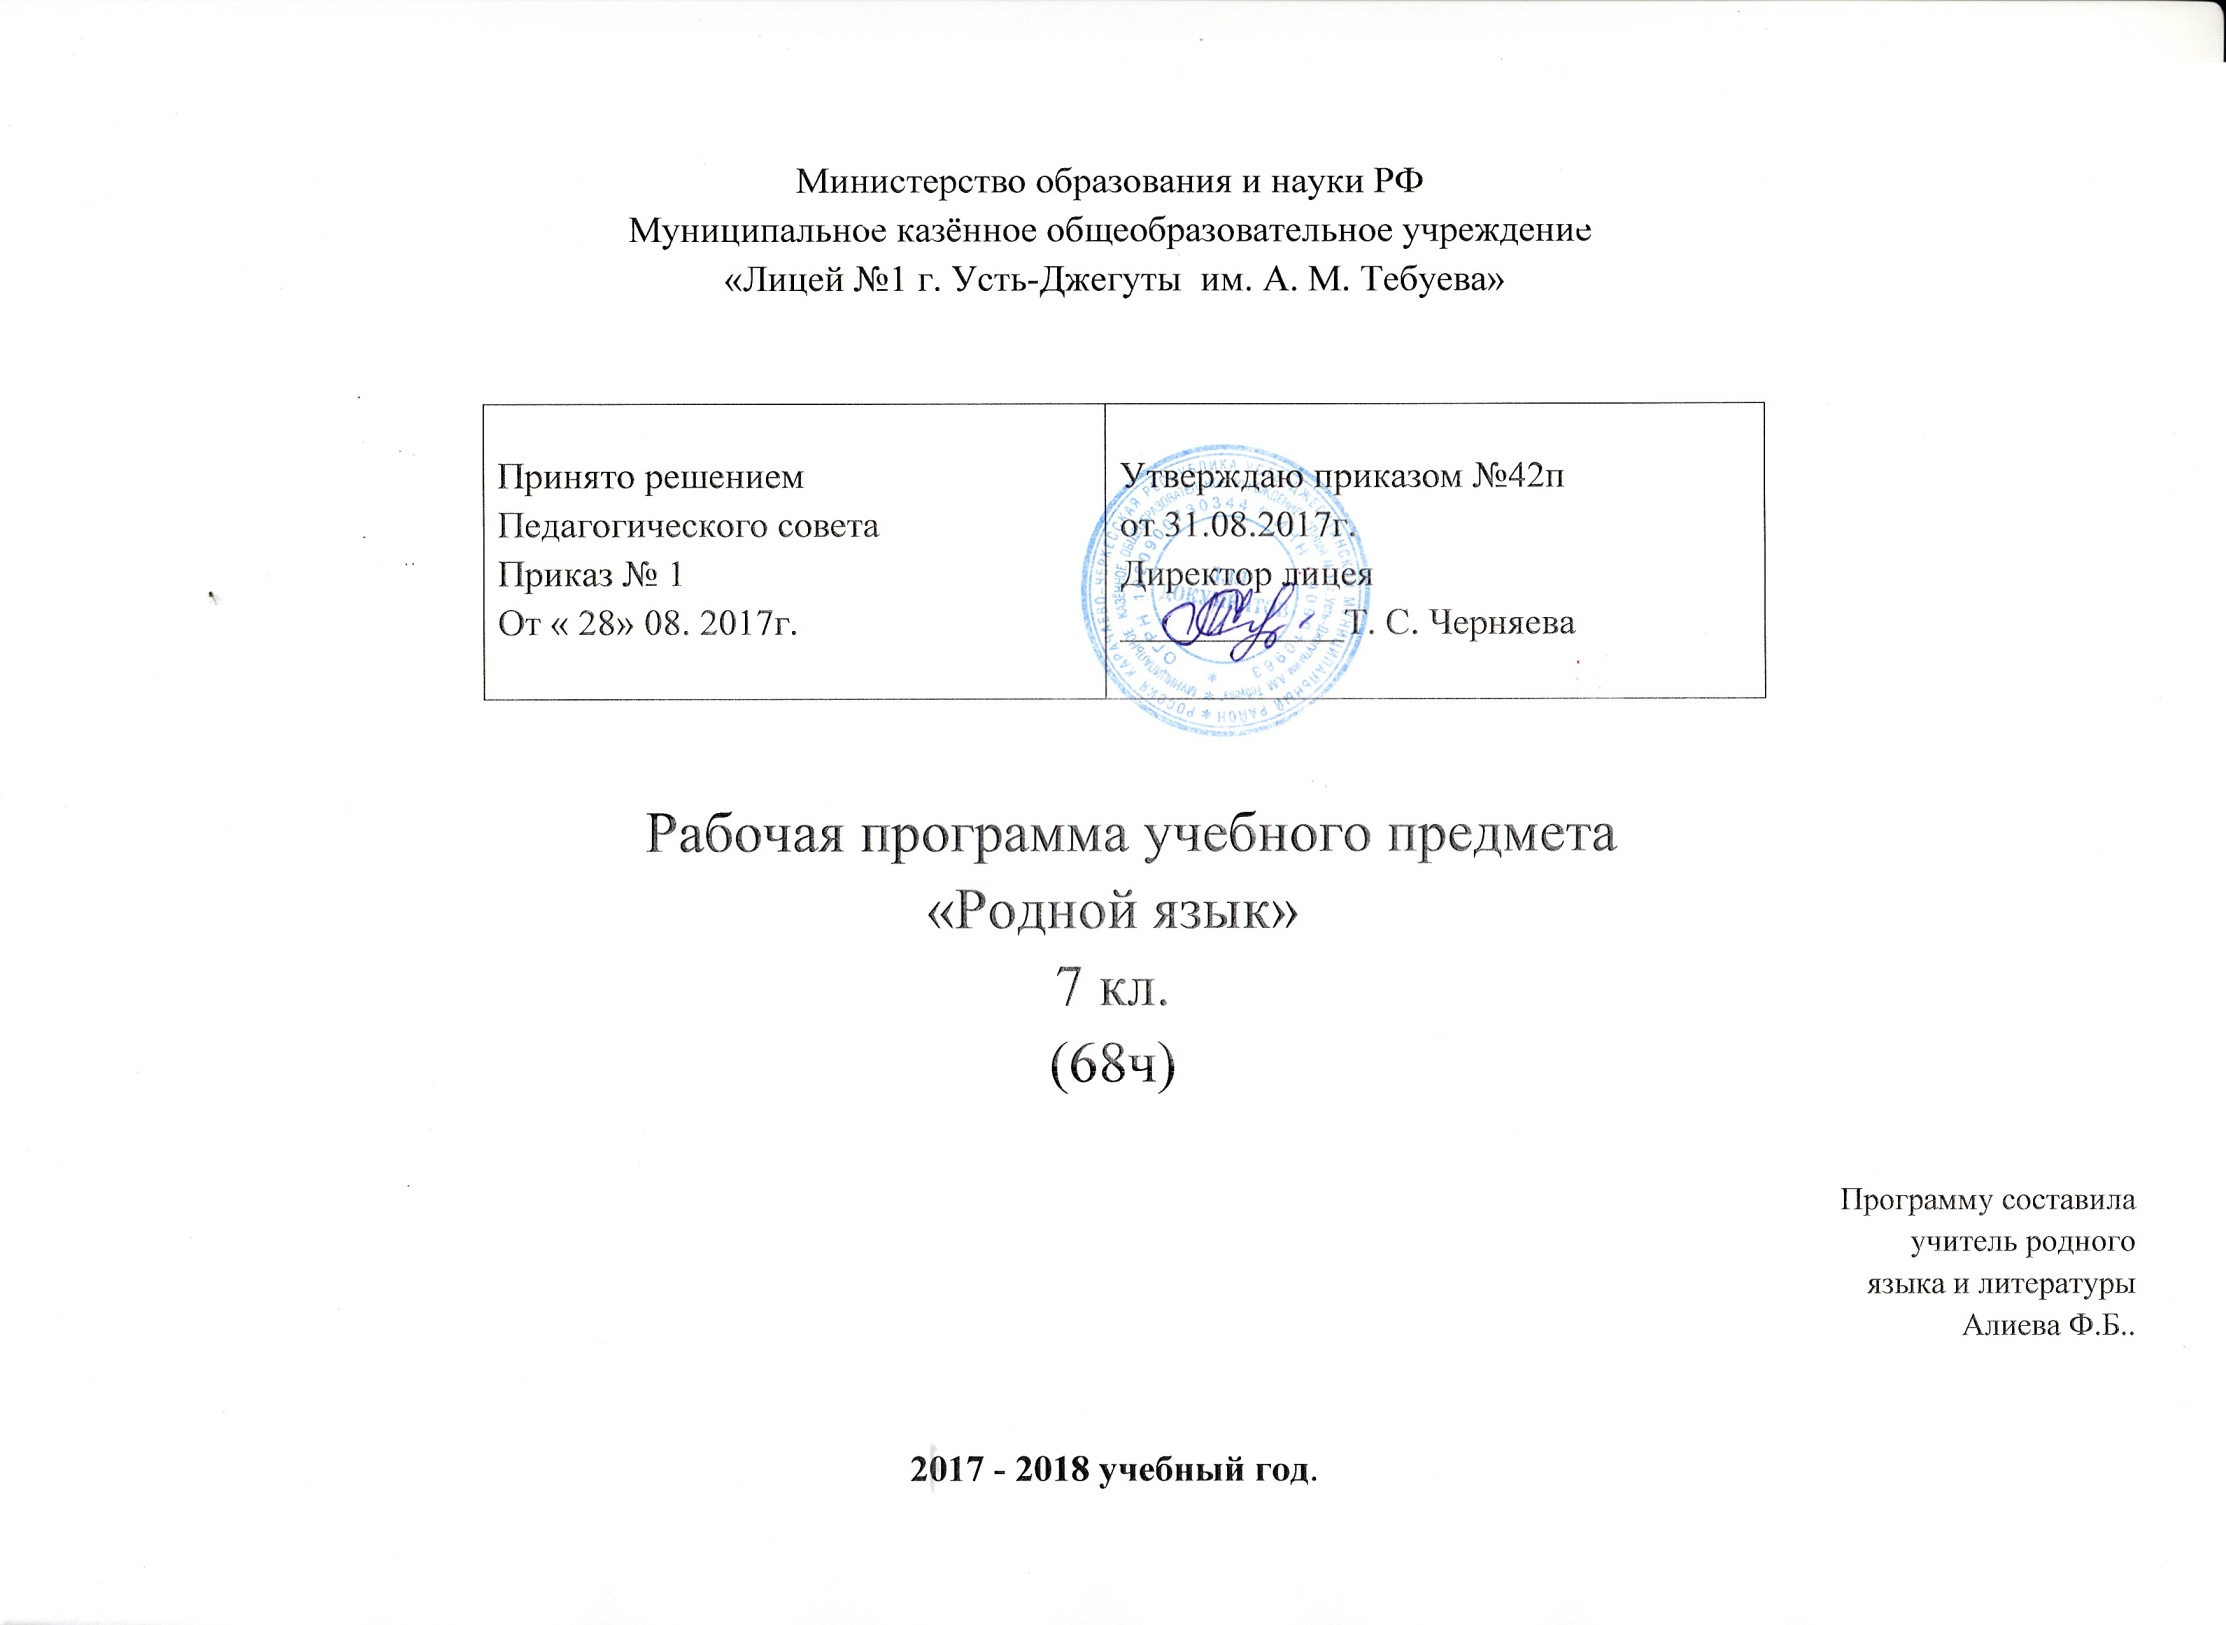 Министерство образования и науки РФ
Муниципальное казённое общеобразовательное учреждение
«Лицей №1 г. Усть-Джегуты им. А. М. Тебуева»
Принято решением
Педагогического совета
Приказ № 1
От « 28» 08. 2017г.
Утверждаю приказом №42п
от 31.08.2017г.
Директор лицея
Т. С. Черняева
Рабочая программа учебного предмета
«Родной язык»
7 кл.
(68ч)
Программу составила
учитель родного
языка и литературы
Алиева Ф.Б..
2017 - 2018 учебный год.